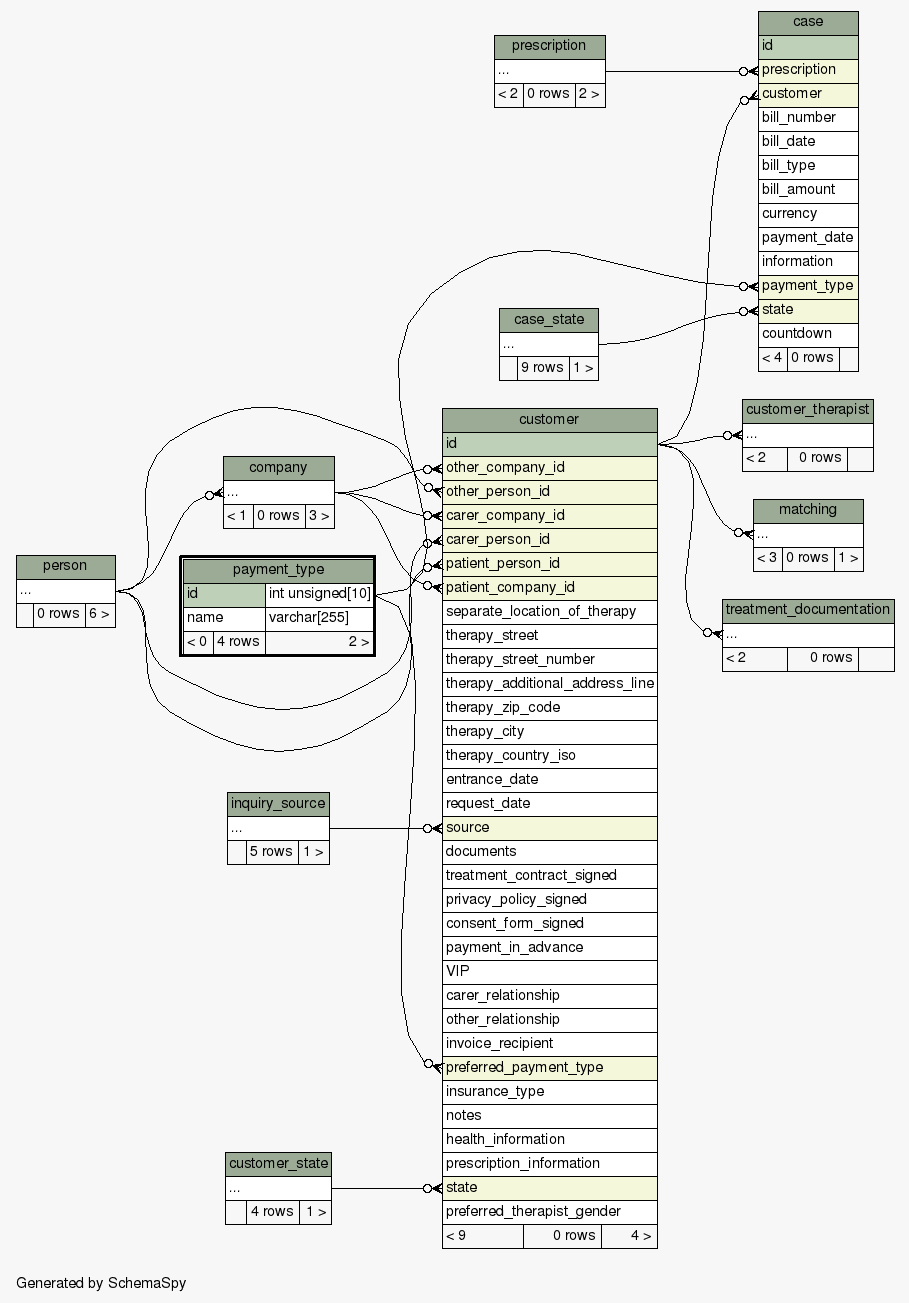 case
id
prescription
customer
bill_number
bill_date
bill_type
bill_amount
currency
payment_date
information
payment_type
state
countdown
< 4 0 rows
prescription
...
< 2 0 rows 2 >
case_state
...
9 rows 1 >
customer
id
other_company_id
other_person_id
carer_company_id
carer_person_id
patient_person_id
patient_company_id
separate_location_of_therapy
therapy_street
therapy_street_number
therapy_additional_address_line
therapy_zip_code
therapy_city
therapy_country_iso
entrance_date
request_date
source
documents
treatment_contract_signed
privacy_policy_signed
consent_form_signed
payment_in_advance
VIP
carer_relationship
other_relationship
invoice_recipient
preferred_payment_type
insurance_type
notes
health_information
prescription_information
state
preferred_therapist_gender
< 9 0 rows 4 >
customer_therapist
...
< 2 0 rows
matching
...
< 3 0 rows 1 >
treatment_documentation
...
< 2 0 rows
company
...
< 1 0 rows 3 >
person
...
0 rows 6 >
payment_type
id int unsigned[10]
name varchar[255]
< 0 4 rows 2 >
inquiry_source
...
5 rows 1 >
customer_state
...
4 rows 1 >
Generated by SchemaSpy